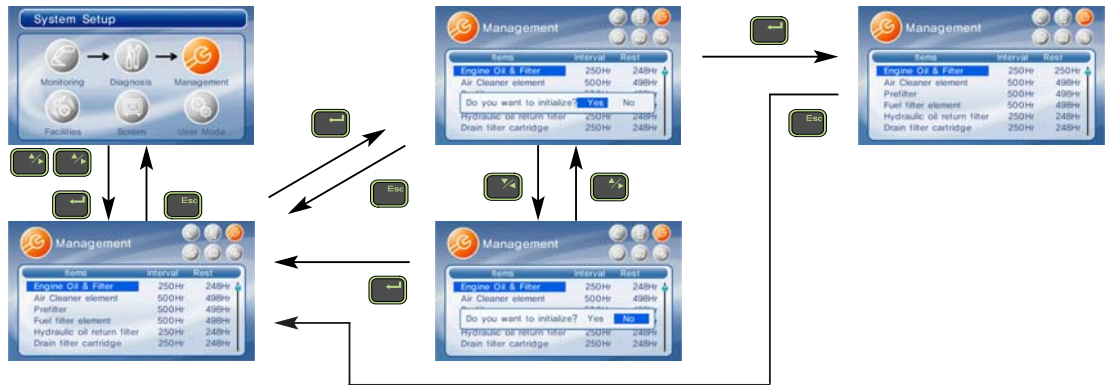 System Setup
Monitoring Diagnosis Management
Facilities Screen User Mode
Esc
Management
Items Interval Rest
Engine Oil & Filter 250Hr 248Hr
Air Cleaner element 500Hr 498Hr
Prefilter 500Hr 498Hr
Fuel filter element 500Hr 498Hr
Hydraulic oil return filter 250Hr 248Hr
Drain filter cartridge 250Hr 248Hr
Esc
Management
Items Interval Rest
Engine Oil & Filter 250Hr 248Hr
Air Cleaner element 500Hr 498Hr
Do you want to initialize? Yes No
Hydraulic oil return filter 250Hr 248Hr
Drain filter cartridge 250Hr 248Hr
Management
Items Interval Rest
Engine Oil & Filter 250Hr 248Hr
Air Cleaner element 500Hr 498Hr
Do you want to initialize? Yes No
Hydraulic oil return filter 250Hr 248Hr
Drain filter cartridge 250Hr 248Hr
Esc
Management
Items Interval Rest
Engine Oil & Filter 250Hr 250Hr
Air Cleaner element 500Hr 498Hr
Prefilter 500Hr 498Hr
Fuel filter element 500Hr 498Hr
Hydraulic oil return filter 250Hr 248Hr
Drain filter cartridge 250Hr 248Hr